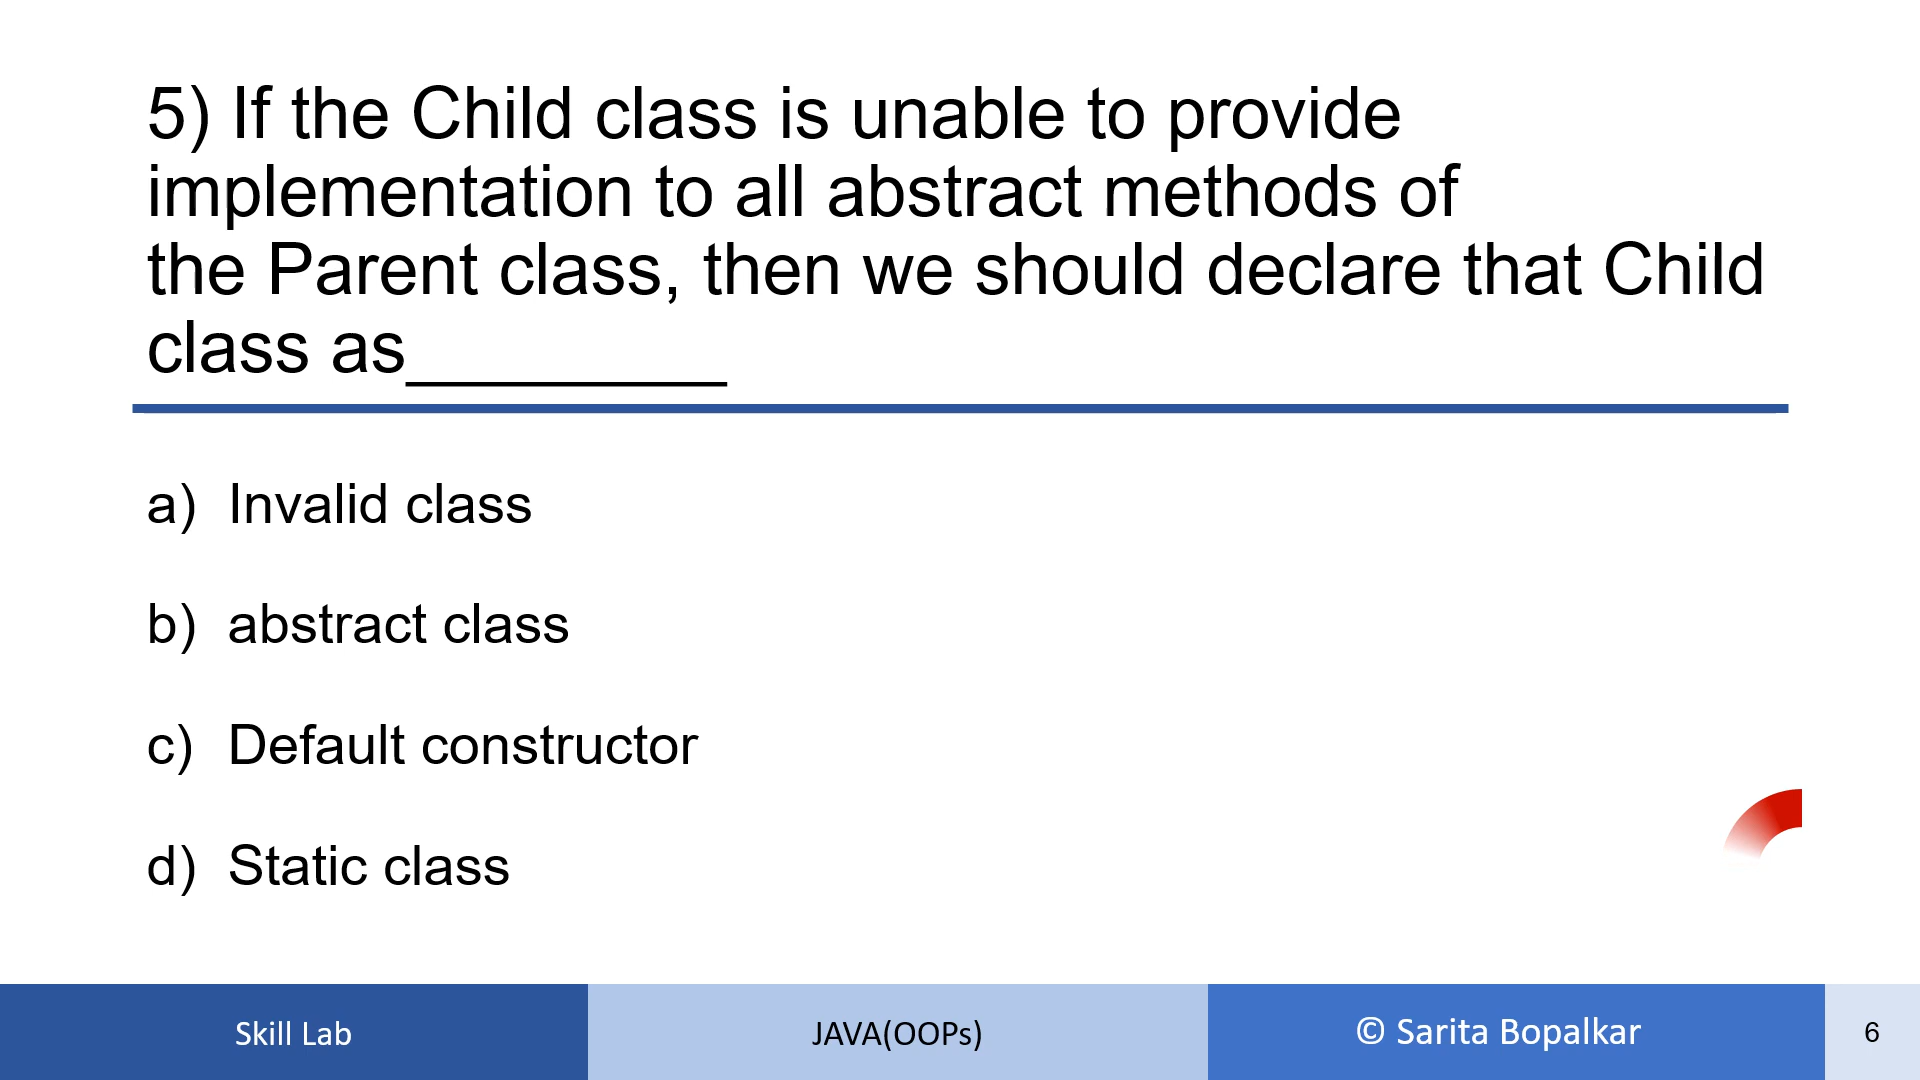 5) If the Child class is unable to provide
implementation to all abstract methods of
the Parent class, then we should declare that Child
class as_________
a) Invalid class
b) abstract class
c) Default constructor
d) Static class
Skill Lab
JAVA(OOPs)
© Sarita Bopalkar
6